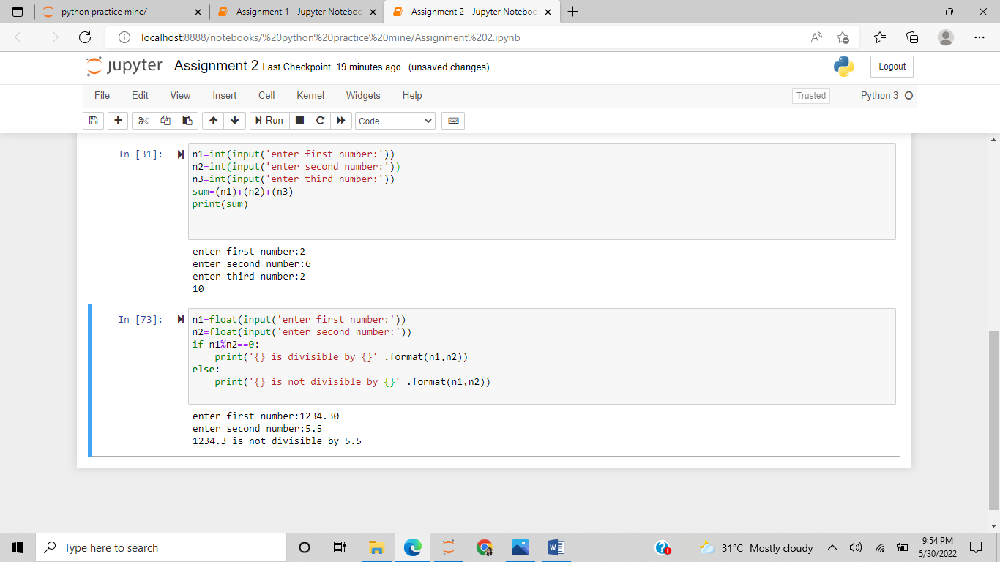 python practice mine/
Assignment 1 - Jupyter Noteboo
Assignment 2 - Jupyter Noteboo
localhost:8888/notebooks/%20python%20practice%20mine/Assignment%202.ipynb
jupyter Assignment 2 Last Checkpoint: 19 minutes ago (unsaved changes)
Logout
File Edit View Insert Cell Kernel Widgets Help
Trusted
Python 3
Run
Code
In [31]:
n1=int(input('enter first number:'))
n2=int(input('enter second number:'))
n3=int(input('enter third number:'))
sum=(n1)+(n2)+(n3)
print(sum)
enter first number:2
enter second number:6
enter third number:2
10
In [73]:
n1=float(input('enter first number:'))
n2=float(input('enter second number:'))
if n1%n2==0:
    print('{} is divisible by {}' .format(n1,n2))
else:
    print('{} is not divisible by {}' .format(n1,n2))
enter first number:1234.30
enter second number:5.5
1234.3 is not divisible by 5.5
Type here to search
31°C Mostly cloudy
9:54 PM
5/30/2022